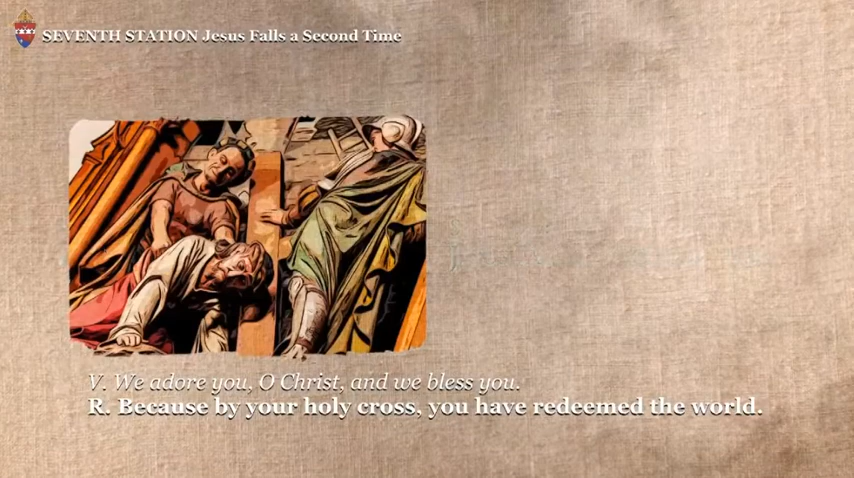 SEVENTH STATION Jesus Falls a Second Time
V. We adore you, O Christ, and we bless you.
R. Because by your holy cross, you have redeemed the world.